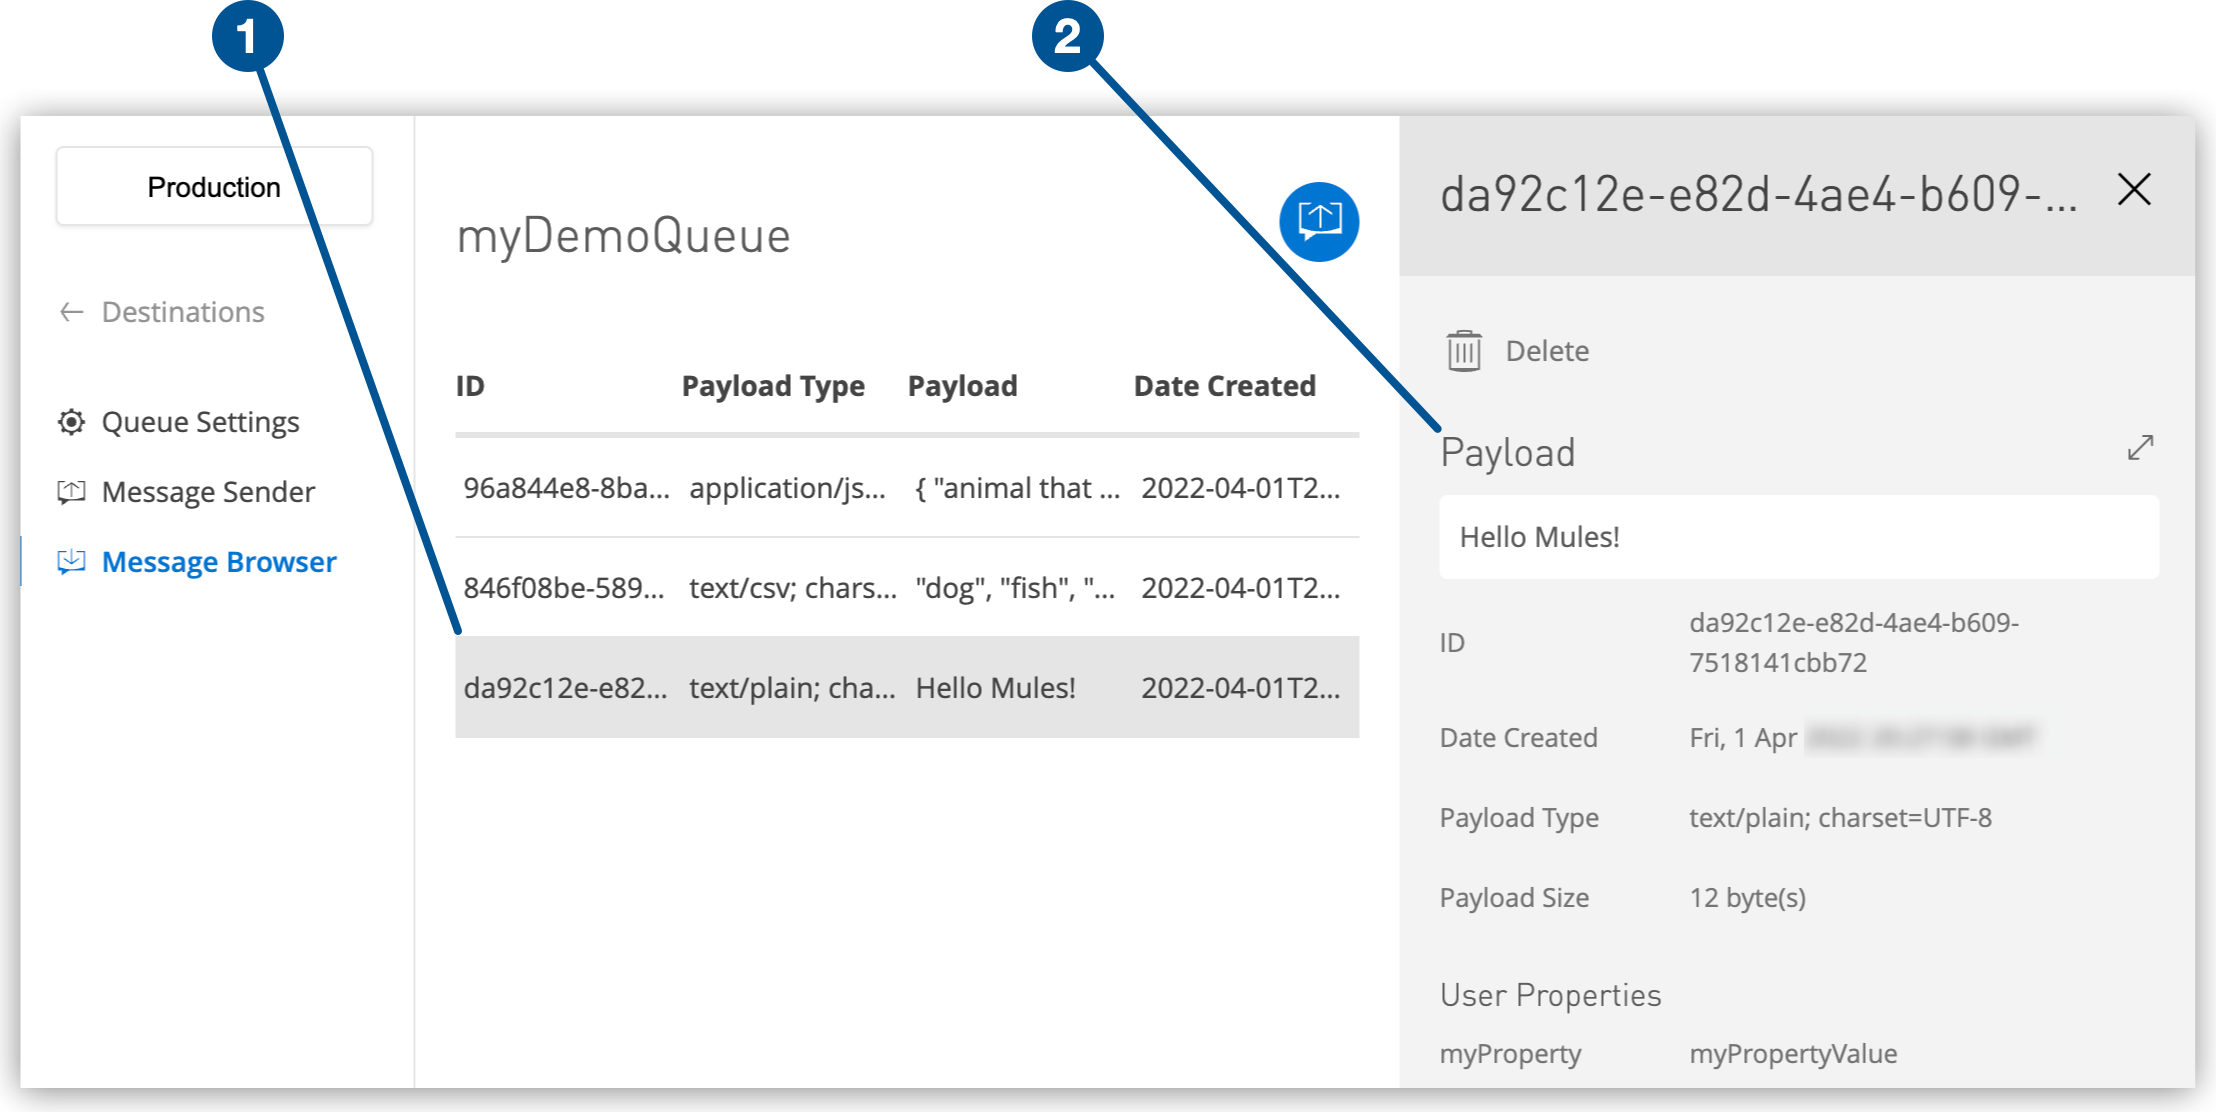 1
2
Production
Destinations
Queue Settings
Message Sender
Message Browser
myDemoQueue
ID Payload Type Payload Date Created
96a844e8-8ba... application/js... { "animal that ... 2022-04-01T2...
846f08be-589... text/csv; chars... "dog", "fish", "... 2022-04-01T2...
da92c12e-e82... text/plain; cha... Hello Mules! 2022-04-01T2...
da92c12e-e82d-4ae4-b609-...
Delete
Payload
Hello Mules!
ID da92c12e-e82d-4ae4-b609-
7518141cbb72
Date Created Fri, 1 Apr
Payload Type text/plain; charset=UTF-8
Payload Size 12 byte(s)
User Properties
myProperty myPropertyValue